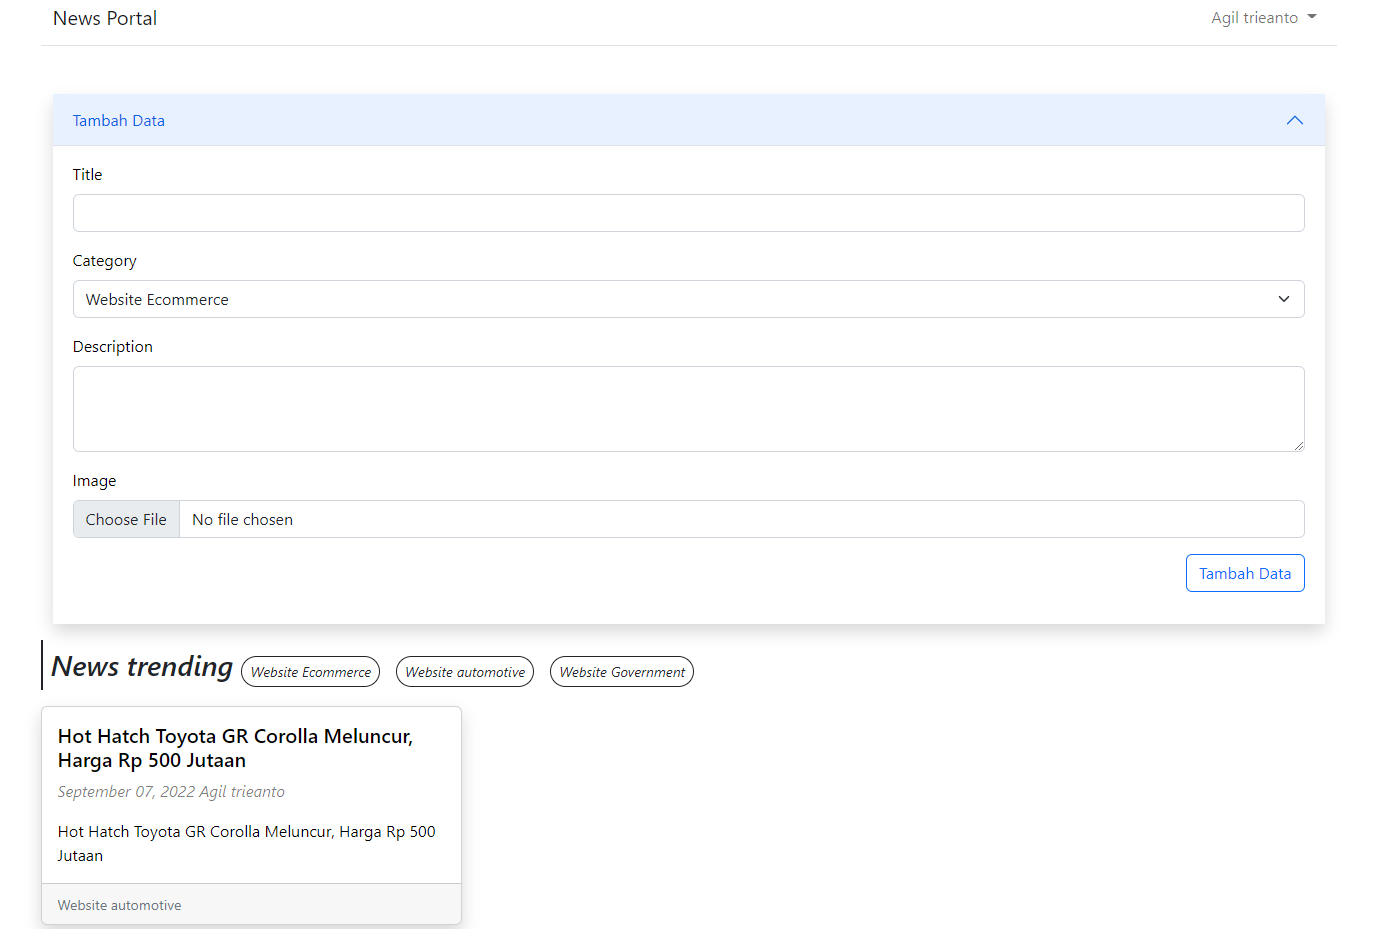 News Portal
Agil trieanto
Tambah Data
Title
Category
Website Ecommerce
Description
Image
Choose File No file chosen
Tambah Data
News trending Website Ecommerce Website automotive Website Government
Hot Hatch Toyota GR Corolla Meluncur,
Harga Rp 500 Jutaan
September 07, 2022 Agil trieanto
Hot Hatch Toyota GR Corolla Meluncur, Harga Rp 500
Jutaan
Website automotive